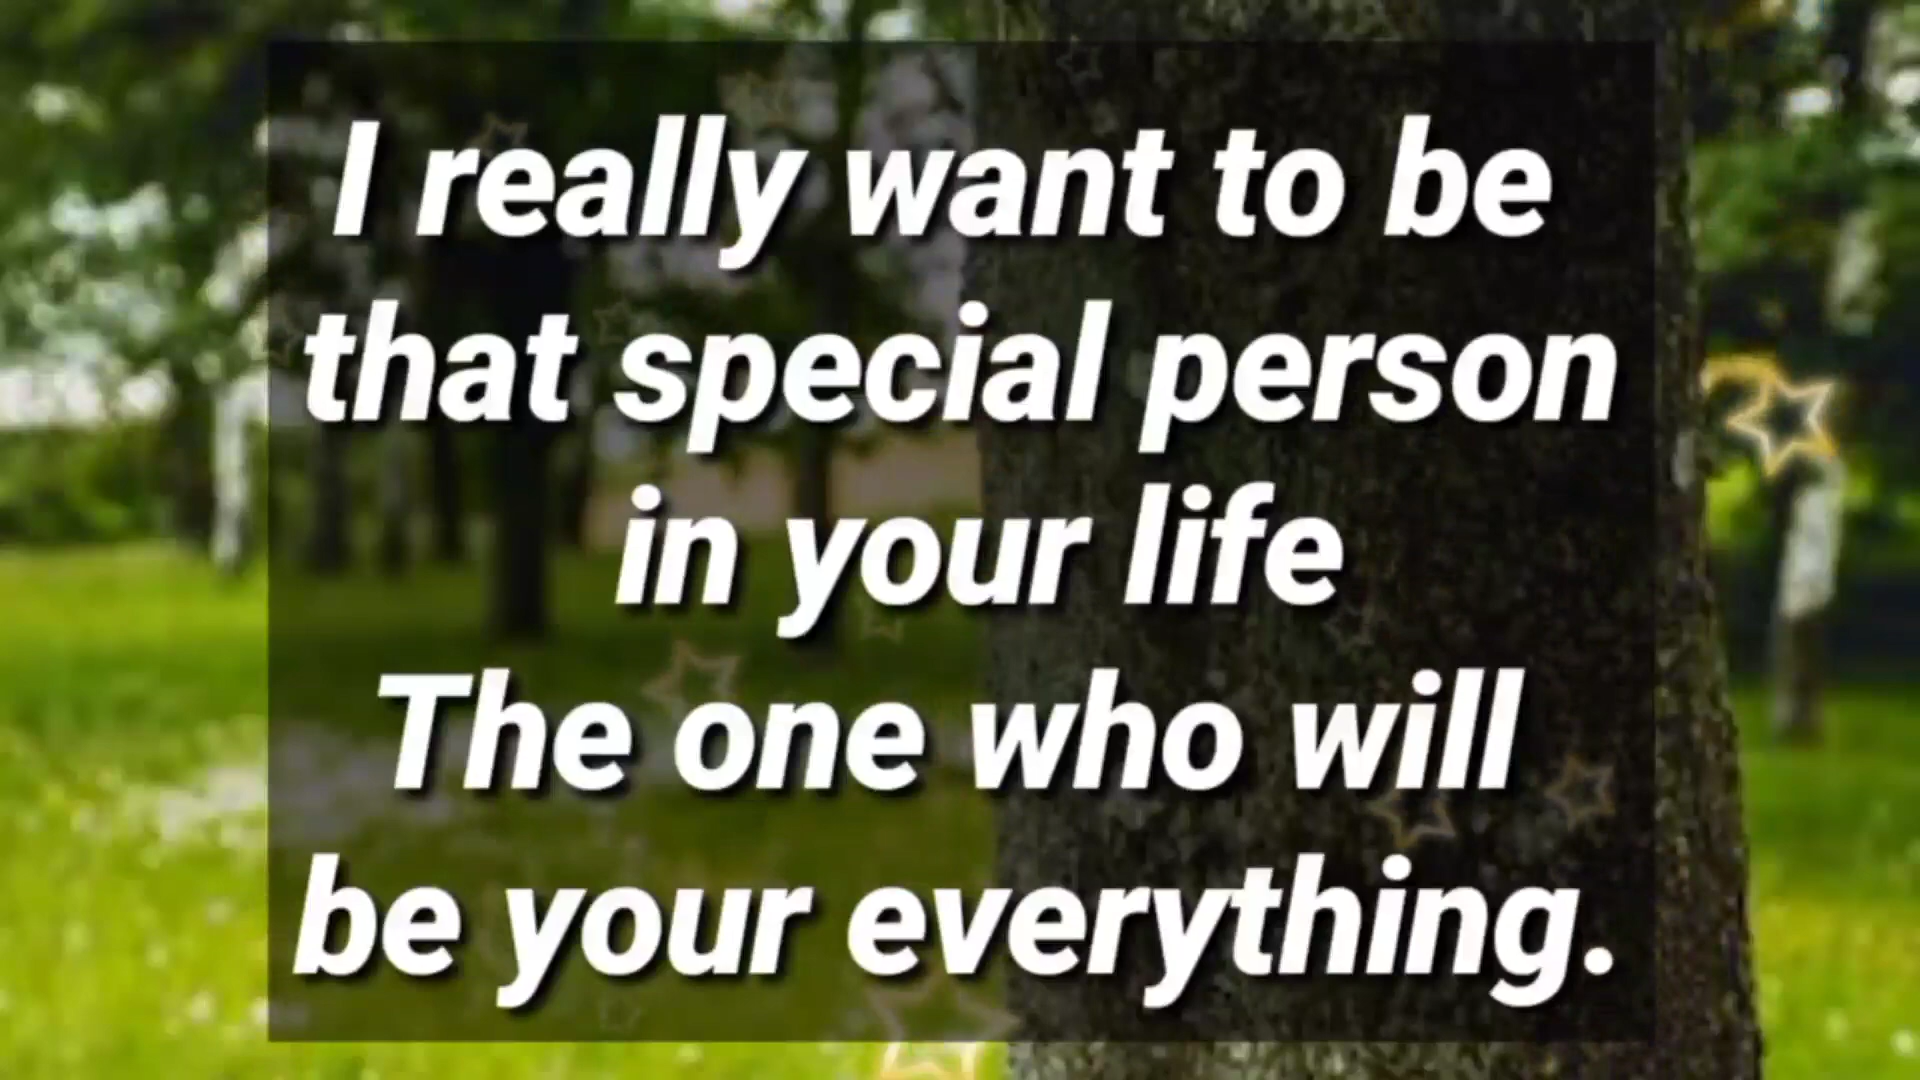 I really want to be
that special person
in your life
The one who will
be your everything.